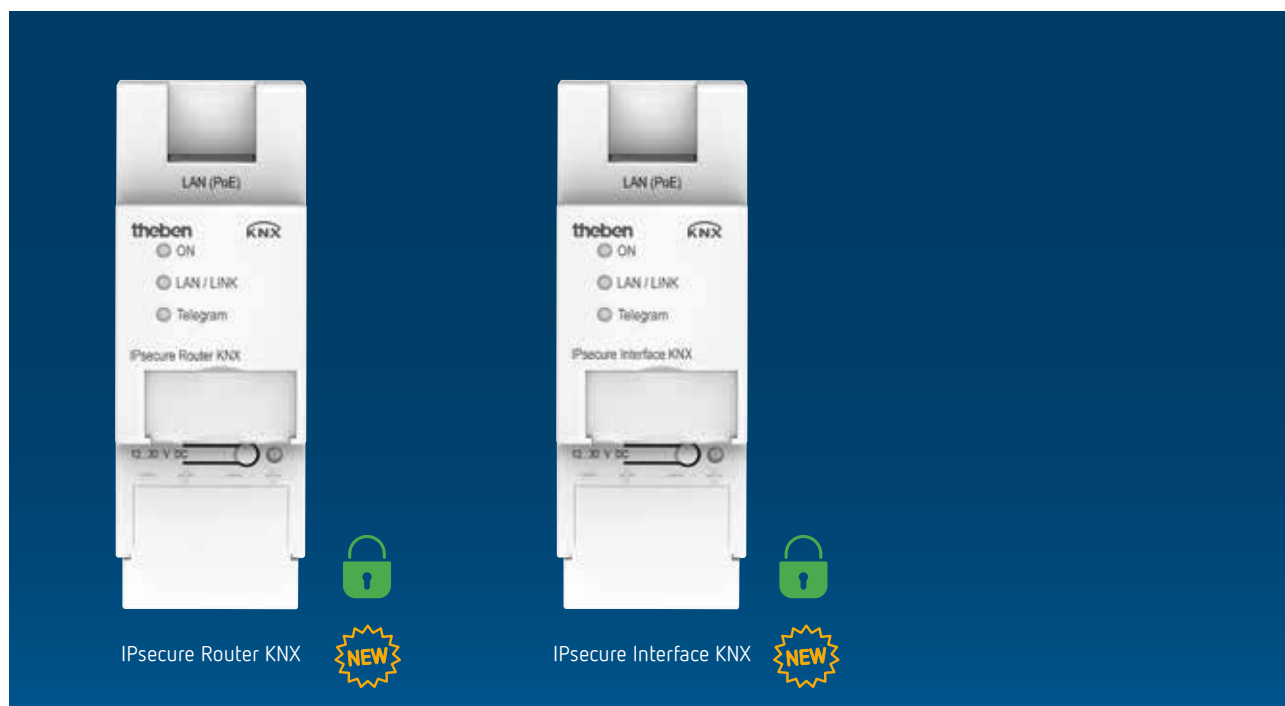 LAN (PoE)
theben KNX
ON
LAN / LINK
Telegram
IPsecure Router KNX
12..30 V DC
IPsecure Router KNX
NEW
LAN (PoE)
theben KNX
ON
LAN / LINK
Telegram
IPsecure Interface KNX
12..30 V DC
IPsecure Interface KNX
NEW